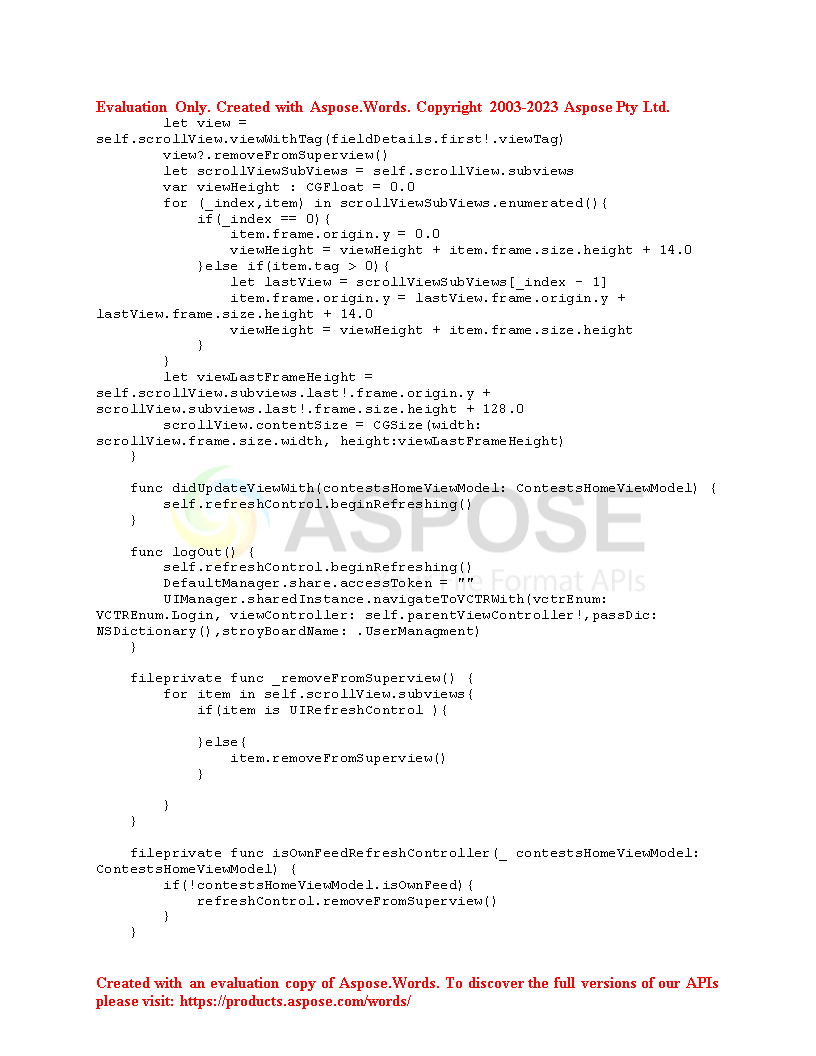 Evaluation Only. Created with Aspose.Words. Copyright 2003-2023 Aspose Pty Ltd.
let view =
self.scrollView.viewWithTag(fieldDetails.first!.viewTag)
view?.removeFromSuperview()
let scrollViewSubViews = self.scrollView.subviews
var viewHeight : CGFloat = 0.0
for (_index,item) in scrollViewSubViews.enumerated(){
if(_index == 0){
item.frame.origin.y = 0.0
viewHeight = viewHeight + item.frame.size.height + 14.0
}else if(item.tag > 0){
let lastView = scrollViewSubViews[_index - 1]
item.frame.origin.y = lastView.frame.origin.y +
lastView.frame.size.height + 14.0
viewHeight = viewHeight + item.frame.size.height
}
}
let viewLastFrameHeight =
self.scrollView.subviews.last!.frame.origin.y +
scrollView.subviews.last!.frame.size.height + 128.0
scrollView.contentSize = CGSize(width:
scrollView.frame.size.width, height:viewLastFrameHeight)
}
func didUpdateViewWith(contestsHomeViewModel: ContestsHomeViewModel) {
self.refreshControl.beginRefreshing()
}
ASPOSE
func logOut() {
self.refreshControl.beginRefreshing()
DefaultManager.share.accessToken = ""
Format APIs
UIManager.sharedInstance.navigateToVCTRWith(vctrEnum:
VCTREnum.Login, viewController: self.parentViewController!,passDic:
NSDictionary(),stroyBoardName: .UserManagment)
}
fileprivate func _removeFromSuperview() {
for item in self.scrollView.subviews{
if(item is UIRefreshControl ){
}else{
item.removeFromSuperview()
}
}
}
fileprivate func isOwnFeedRefreshController(_ contestsHomeViewModel:
ContestsHomeViewModel) {
if(!contestsHomeViewModel.isOwnFeed){
refreshControl.removeFromSuperview()
}
}
Created with an evaluation copy of Aspose.Words. To discover the full versions of our APIs
please visit: https://products.aspose.com/words/